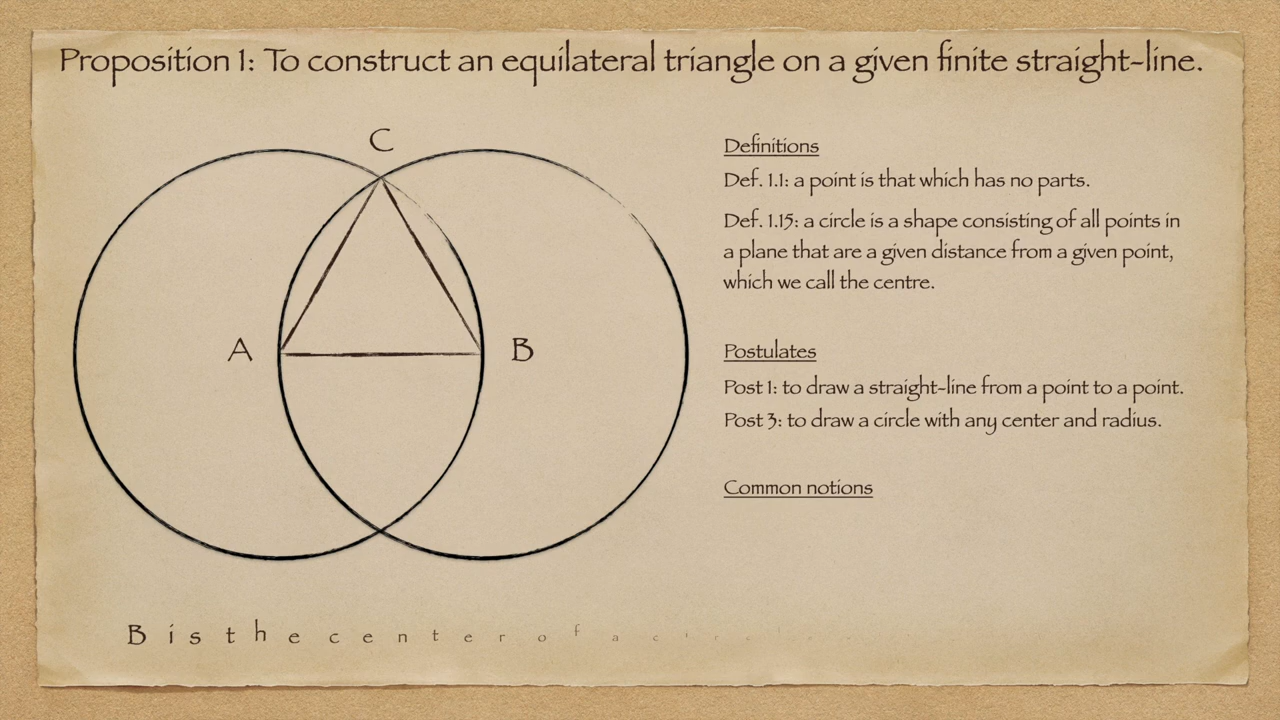 Proposition 1: To construct an equilateral triangle on a given finite straight-line.
C
A
B
Definitions
Def. 1.1: a point is that which has no parts.
Def. 1.15: a circle is a shape consisting of all points in
a plane that are a given distance from a given point,
which we call the centre.
Postulates
Post 1: to draw a straight-line from a point to a point.
Post 3: to draw a circle with any center and radius.
Common notions
B is the center of a circle